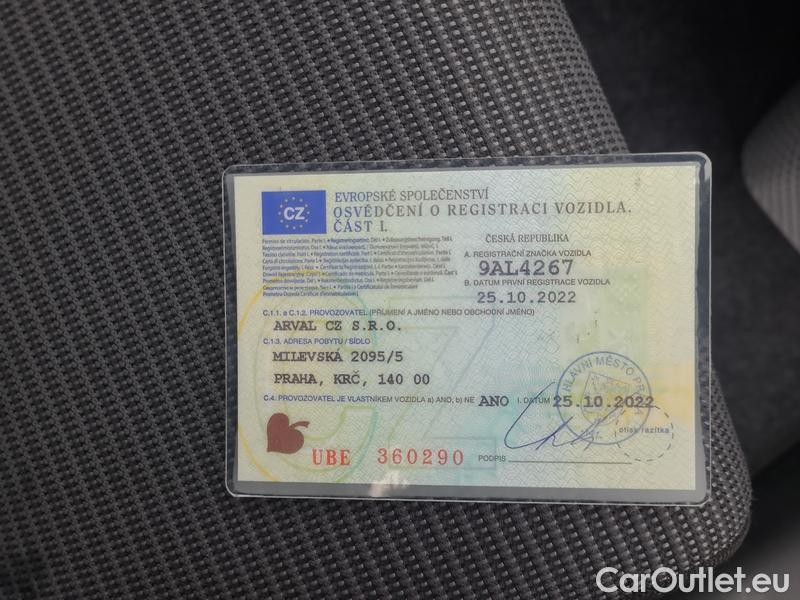 CZ
EVROPSKÉ SPOLEČENSTVÍ
OSVĚDČENÍ O REGISTRACI VOZIDLA.
ČÁST I.
ČESKÁ REPUBLIKA
A. REGISTRAČNÍ ZNAČKA VOZIDLA
9AL4267
B. DATUM PRVNÍ REGISTRACE VOZIDLA
25.10.2022
C.1.1. a C.1.2. PROVOZOVATEL (PŘÍJMENÍ A JMÉNO NEBO OBCHODNÍ JMÉNO)
ARVAL CZ S.R.O.
C.1.3. ADRESA POBYTU / SÍDLO
MILEVSKÁ 2095/5
PRAHA, KRČ, 140 00
C.4. PROVOZOVATEL JE VLASTNÍKEM VOZIDLA a) ANO, b) NE ANO I. DATUM 25.10.2022
HLAVNÍ MĚSTO
otisk razítka
UBE 360290
PODPIS
CarOutlet.eu